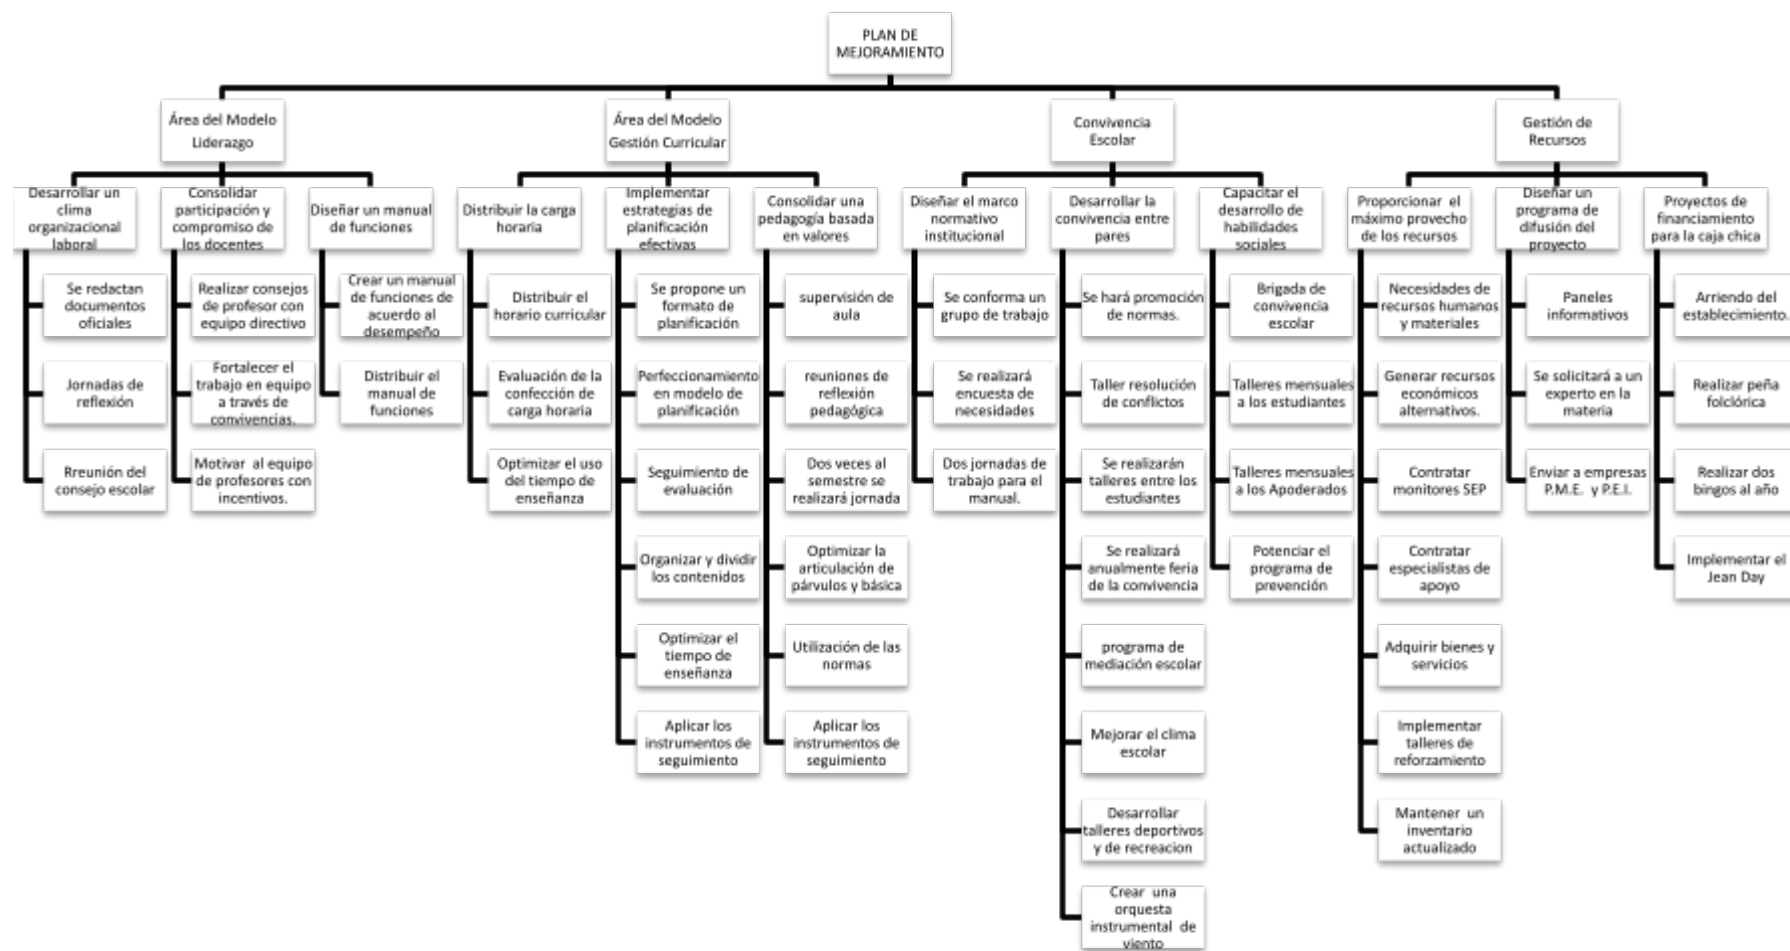 PLAN DE
MEJORAMIENTO
Área del Modelo
Liderazgo
Área del Modelo
Gestión Curricular
Convivencia
Escolar
Gestión de
Recursos
Desarrollar un
clima
organizacional
laboral
Consolidar
participación y
compromiso de
los docentes
Diseñar un manual
de funciones
Distribuir la carga
horaria
Implementar
estrategias de
planificación
efectivas
Consolidar una
pedagogía basada
en valores
Diseñar el marco
normativo
institucional
Desarrollar la
convivencia entre
pares
Capacitar el
desarrollo de
habilidades
sociales
Proporcionar el
máximo provecho
de los recursos
Diseñar un
programa de
difusión del
proyecto
Proyectos de
financiamiento
para la caja chica
Se redactan
documentos
oficiales
Jornadas de
reflexión
Rreunión del
consejo escolar
Realizar consejos
de profesor con
equipo directivo
Fortalecer el
trabajo en equipo
a través de
convivencias.
Motivar al equipo
de profesores con
incentivos.
Crear un manual
de funciones de
acuerdo al
desempeño
Distribuir el
manual de
funciones
Distribuir el
horario curricular
Evaluación de la
confección de
carga horaria
Optimizar el uso
del tiempo de
enseñanza
Se propone un
formato de
planificación
Perfeccionamiento
en modelo de
planificación
Seguimiento de
evaluación
Organizar y dividir
los contenidos
Optimizar el
tiempo de
enseñanza
Aplicar los
instrumentos de
seguimiento
supervisión de
aula
reuniones de
reflexión
pedagógica
Dos veces al
semestre se
realizará jornada
Optimizar la
articulación de
párvulos y básica
Utilización de las
normas
Aplicar los
instrumentos de
seguimiento
Se conforma un
grupo de trabajo
Se realizará
encuesta de
necesidades
Dos jornadas de
trabajo para el
manual.
Se hará promoción
de normas.
Taller resolución
de conflictos
Se realizarán
talleres entre los
estudiantes
Se realizará
anualmente feria
de la convivencia
programa de
mediación escolar
Mejorar el clima
escolar
Desarrollar
talleres deportivos
y de recreacion
Crear una
orquesta
instrumental de
viento
Brigada de
convivencia
escolar
Talleres mensuales
a los estudiantes
Talleres mensuales
a los Apoderados
Potenciar el
programa de
prevención
Necesidades de
recursos humanos
y materiales
Generar recursos
económicos
alternativos.
Contratar
monitores SEP
Contratar
especialistas de
apoyo
Adquirir bienes y
servicios
Implementar
talleres de
reforzamiento
Mantener un
inventario
actualizado
Paneles
informativos
Se solicitará a un
experto en la
materia
Enviar a empresas
P.M.E. y P.E.I.
Arriendo del
establecimiento.
Realizar peña
folclórica
Realizar dos
bingos al año
Implementar el
Jean Day